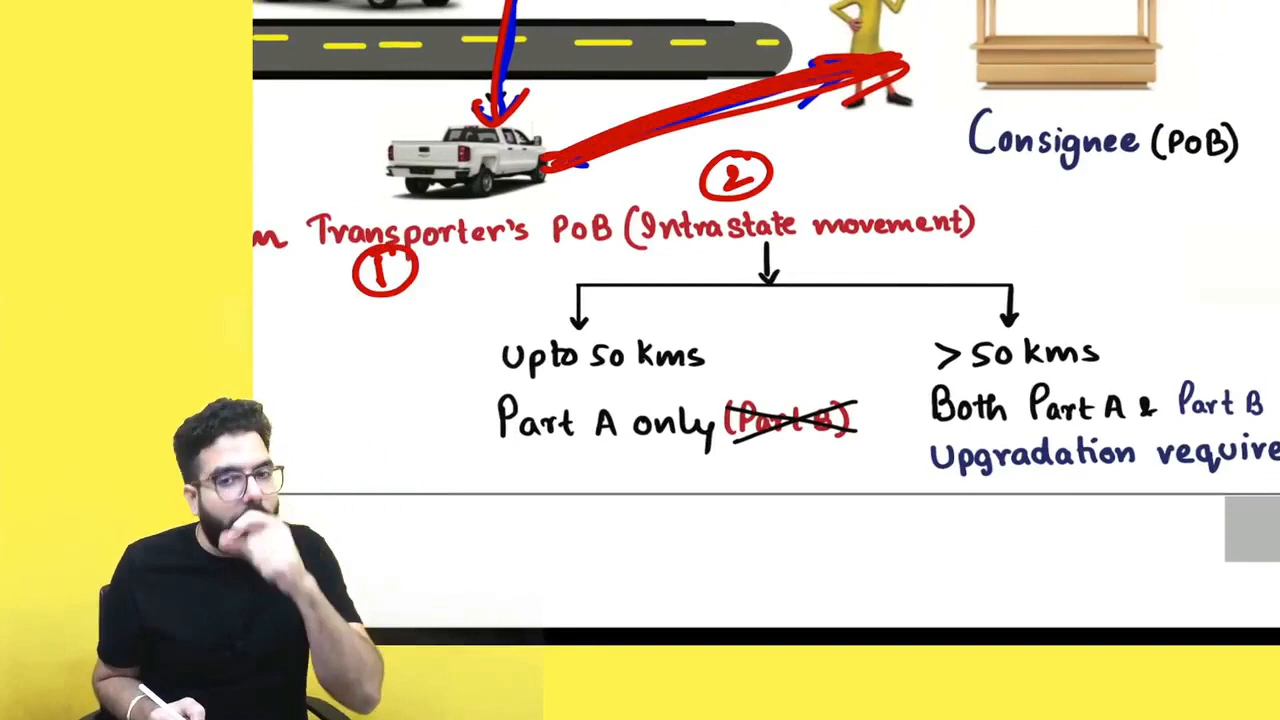 Consignee (PoB)
2
m Transporter's PoB (Intrastate movement)
1
Upto 50 kms
> 50 kms
Part A only (Part B)
Both Part A & Part B
Upgradation require